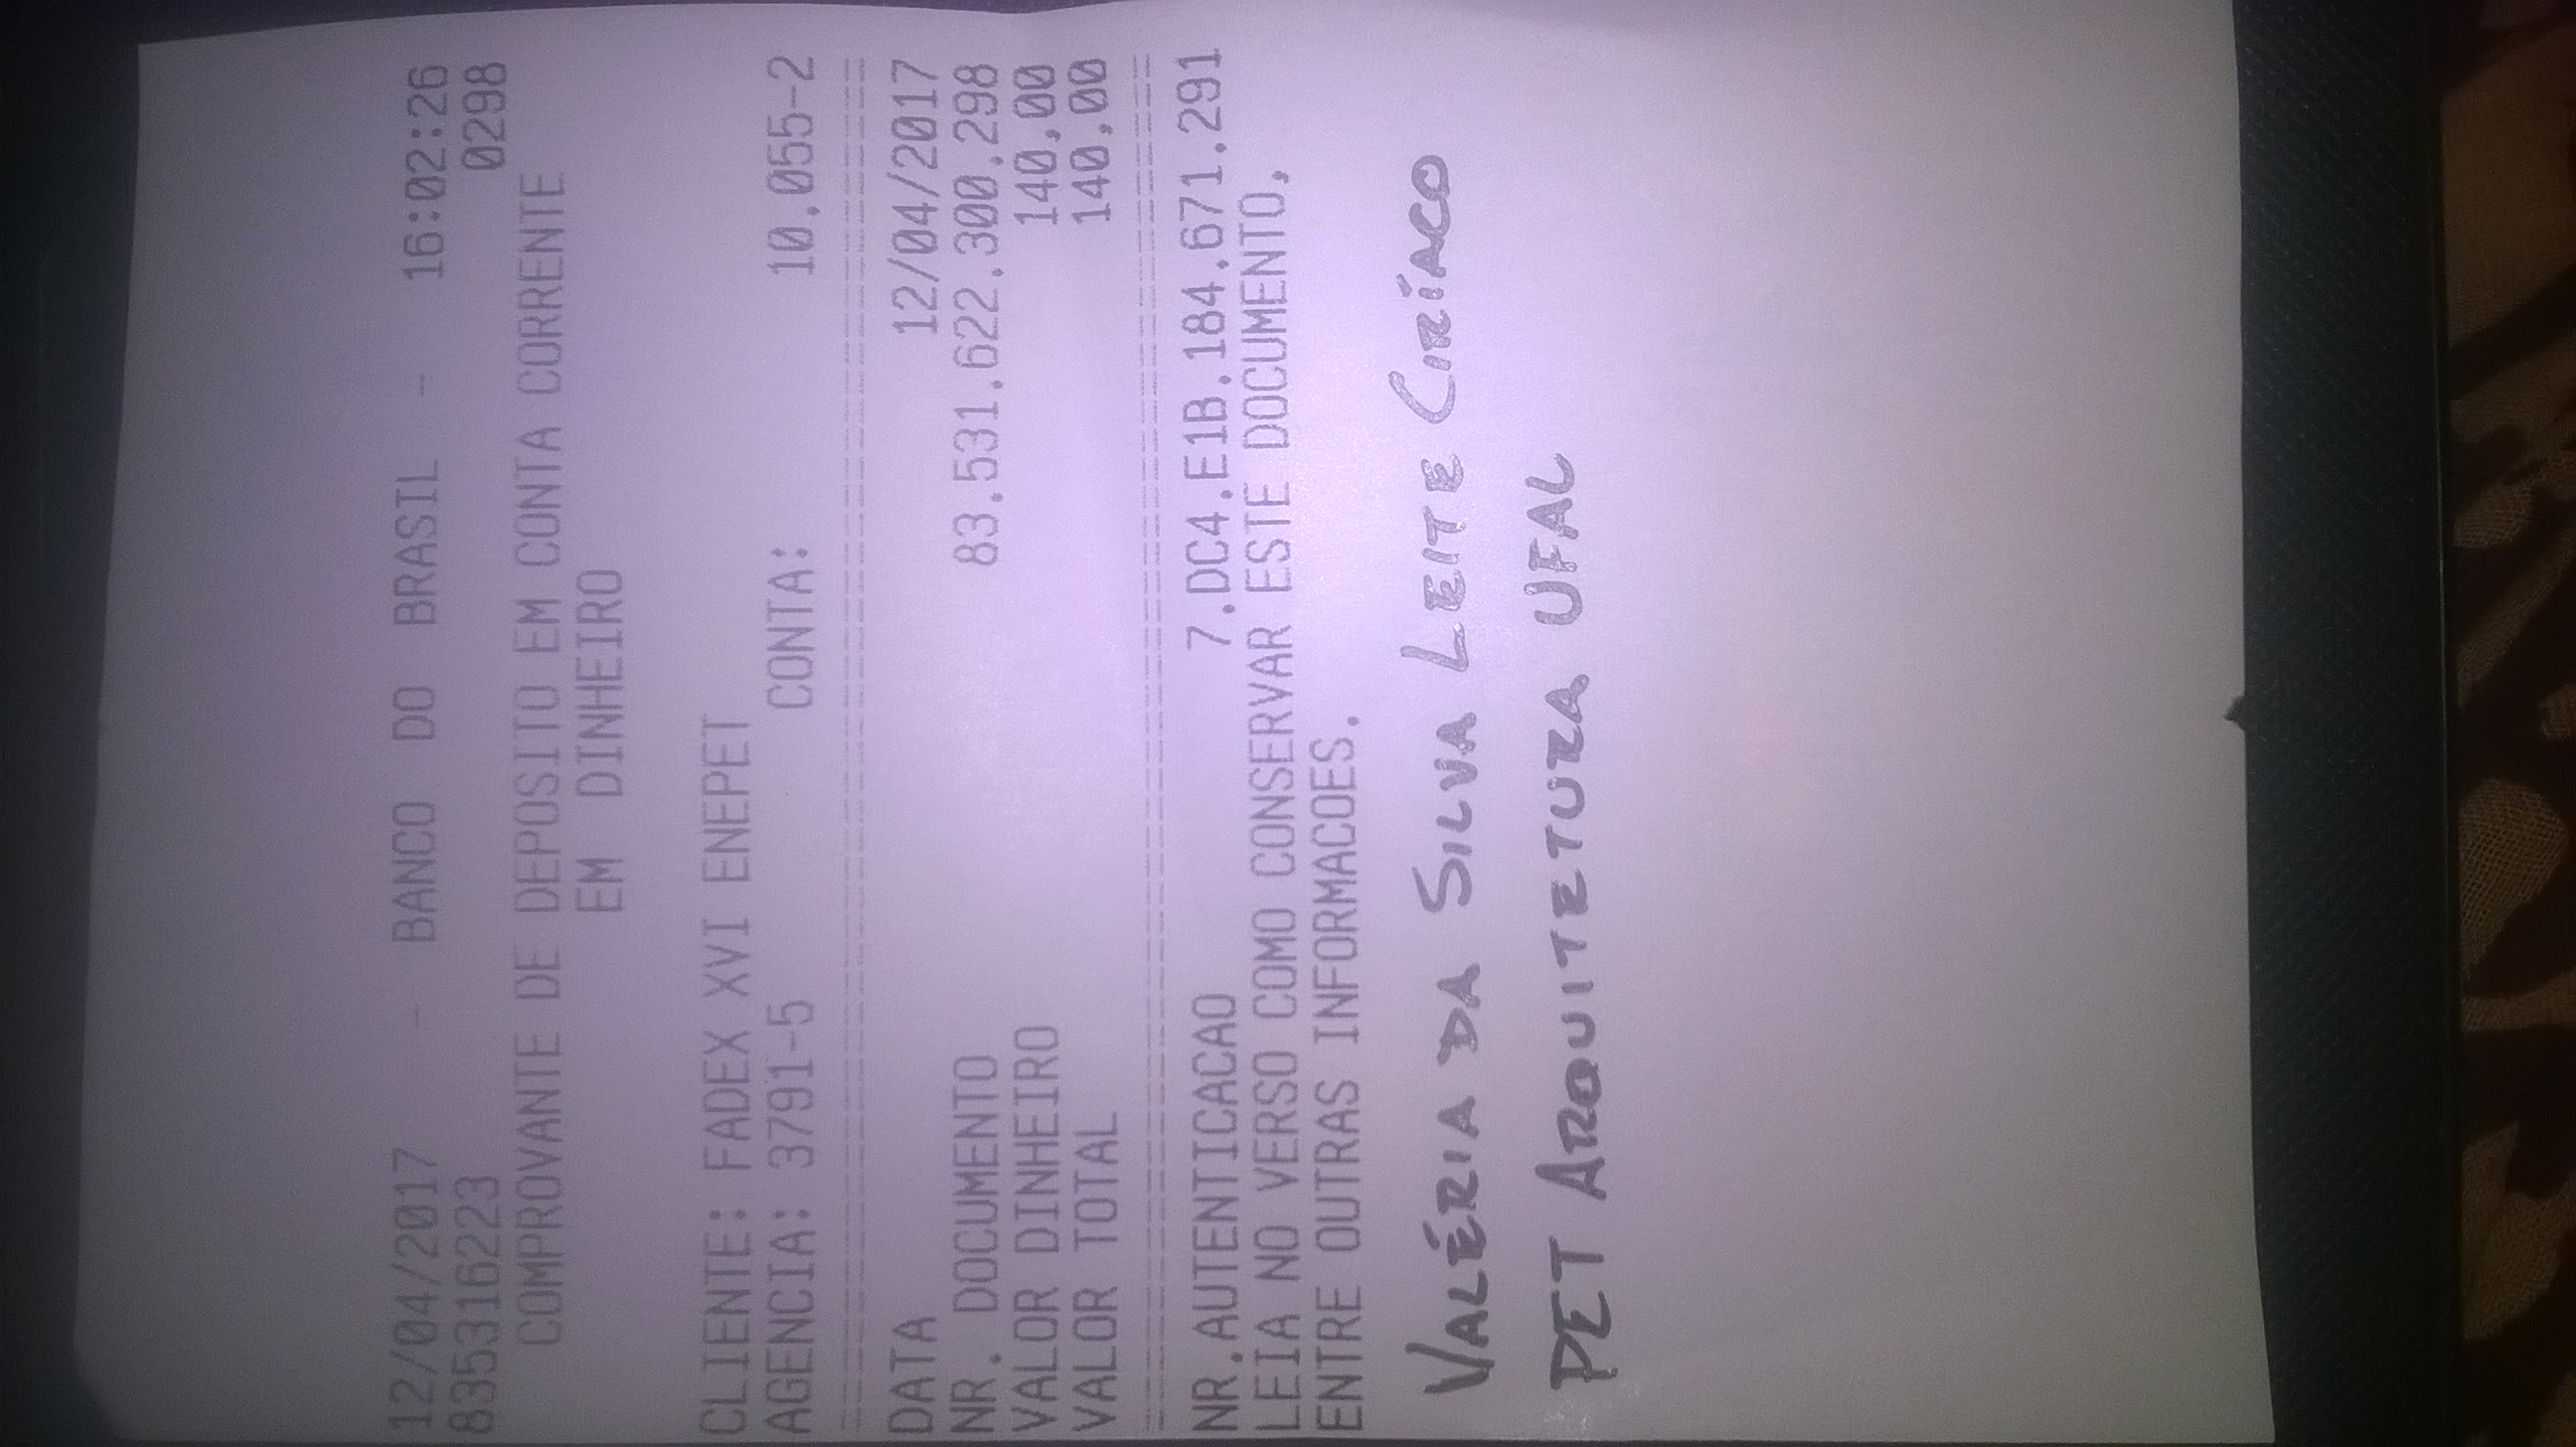 12/04/2017 - BANCO DO BRASIL - 16:02:26
835316223 0298
COMPROVANTE DE DEPOSITO EM CONTA CORRENTE
EM DINHEIRO
CLIENTE: FADEX XVI ENEPET
AGENCIA: 3791-5 CONTA: 10.055-2
DATA 12/04/2017
NR. DOCUMENTO 83.531.622.300.298
VALOR DINHEIRO 140,00
VALOR TOTAL 140,00
NR.AUTENTICACAO 7.DC4.E1B.184.671.291
LEIA NO VERSO COMO CONSERVAR ESTE DOCUMENTO,
ENTRE OUTRAS INFORMACOES.
VALÉRIA DA SILVA LEITE CIRÍACO
PET ARQUITETURA UFAL